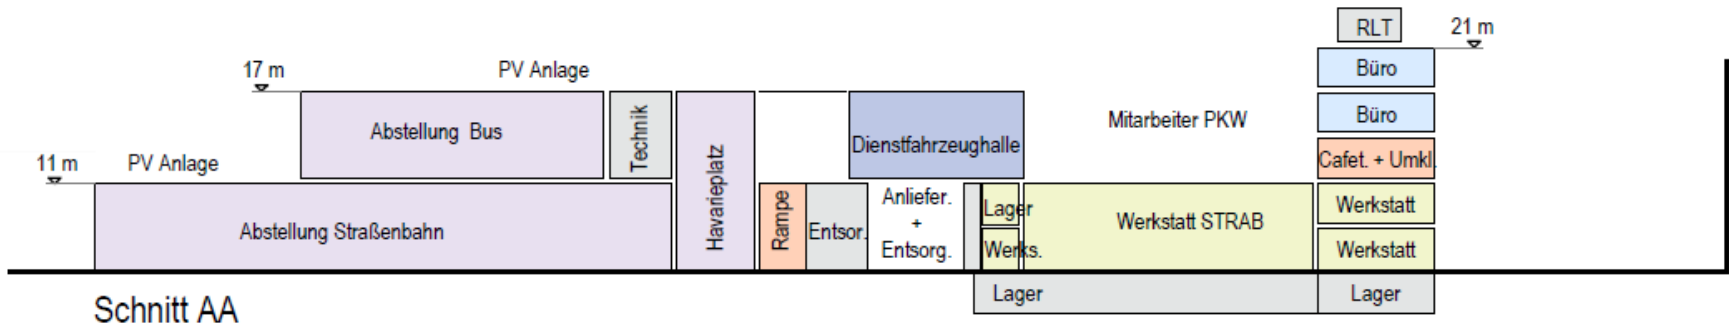 RLT
21 m
17 m
PV Anlage
Büro
Abstellung Bus
Technik
Büro
Mitarbeiter PKW
Dienstfahrzeughalle
Cafet. + Umkl.
11 m
PV Anlage
Abstellung Straßenbahn
Havarieplatz
Rampe
Entsor.
Anliefer.
+
Entsorg.
Lager
Werks.
Werkstatt STRAB
Werkstatt
Werkstatt
Lager
Lager
Schnitt AA